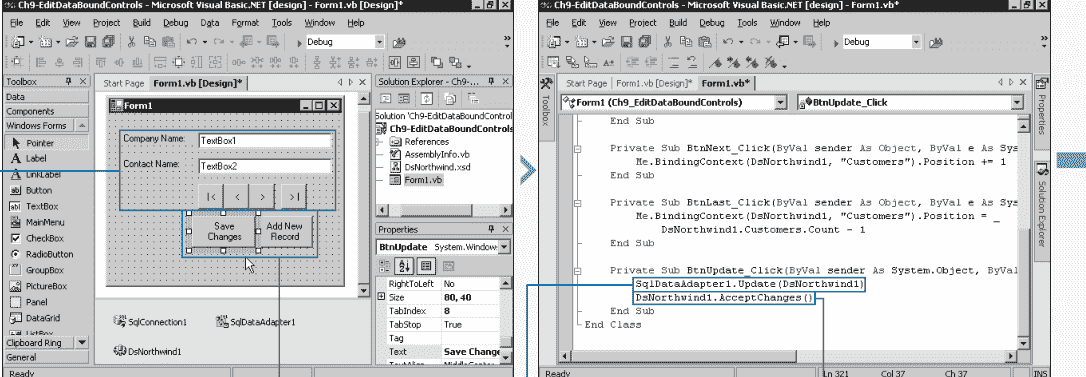 Ch9-EditDataBoundControls - Microsoft Visual Basic.NET [design] - Form1.vb [Design]*
File Edit View Project Build Debug Data Format Tools Window Help
Debug
Toolbox
Data
Components
Windows Forms
Pointer
Label
LinkLabel
Button
TextBox
MainMenu
CheckBox
RadioButton
GroupBox
PictureBox
Panel
DataGrid
ListBox
Clipboard Ring
General
Start Page Form1.vb [Design]*
Form1
Company Name: TextBox1
Contact Name: TextBox2
|< < > >|
Save Changes
Add New Record
SqlConnection1 SqlDataAdapter1
DsNorthwind1
Solution Explorer - Ch9-...
Solution 'Ch9-EditDataBoundControl
Ch9-EditDataBoundControl
References
AssemblyInfo.vb
DsNorthwind.xsd
Form1.vb
Properties
BtnUpdate System.Window
RightToLeft No
Size 80, 40
TabIndex 8
TabStop True
Tag
Text Save Change
TextAlign MiddleCenter
Ready
Ch9-EditDataBoundControls - Microsoft Visual Basic.NET [design] - Form1.vb*
File Edit View Project Build Debug Tools Window Help
Debug
Toolbox
Start Page Form1.vb [Design]* Form1.vb*
Form1 (Ch9_EditDataBoundControls) BtnUpdate_Click
End Sub
Private Sub BtnNext_Click(ByVal sender As Object, ByVal e As Sys
Me.BindingContext(DsNorthwind1, "Customers").Position += 1
End Sub
Private Sub BtnLast_Click(ByVal sender As Object, ByVal e As Sys
Me.BindingContext(DsNorthwind1, "Customers").Position = _
DsNorthwind1.Customers.Count - 1
End Sub
Private Sub BtnUpdate_Click(ByVal sender As System.Object, ByVal
SqlDataAdapter1.Update(DsNorthwind1)
DsNorthwind1.AcceptChanges()
End Sub
End Class
Properties
Solution Explorer
Ready Ln 321 Col 37 Ch 37 INS